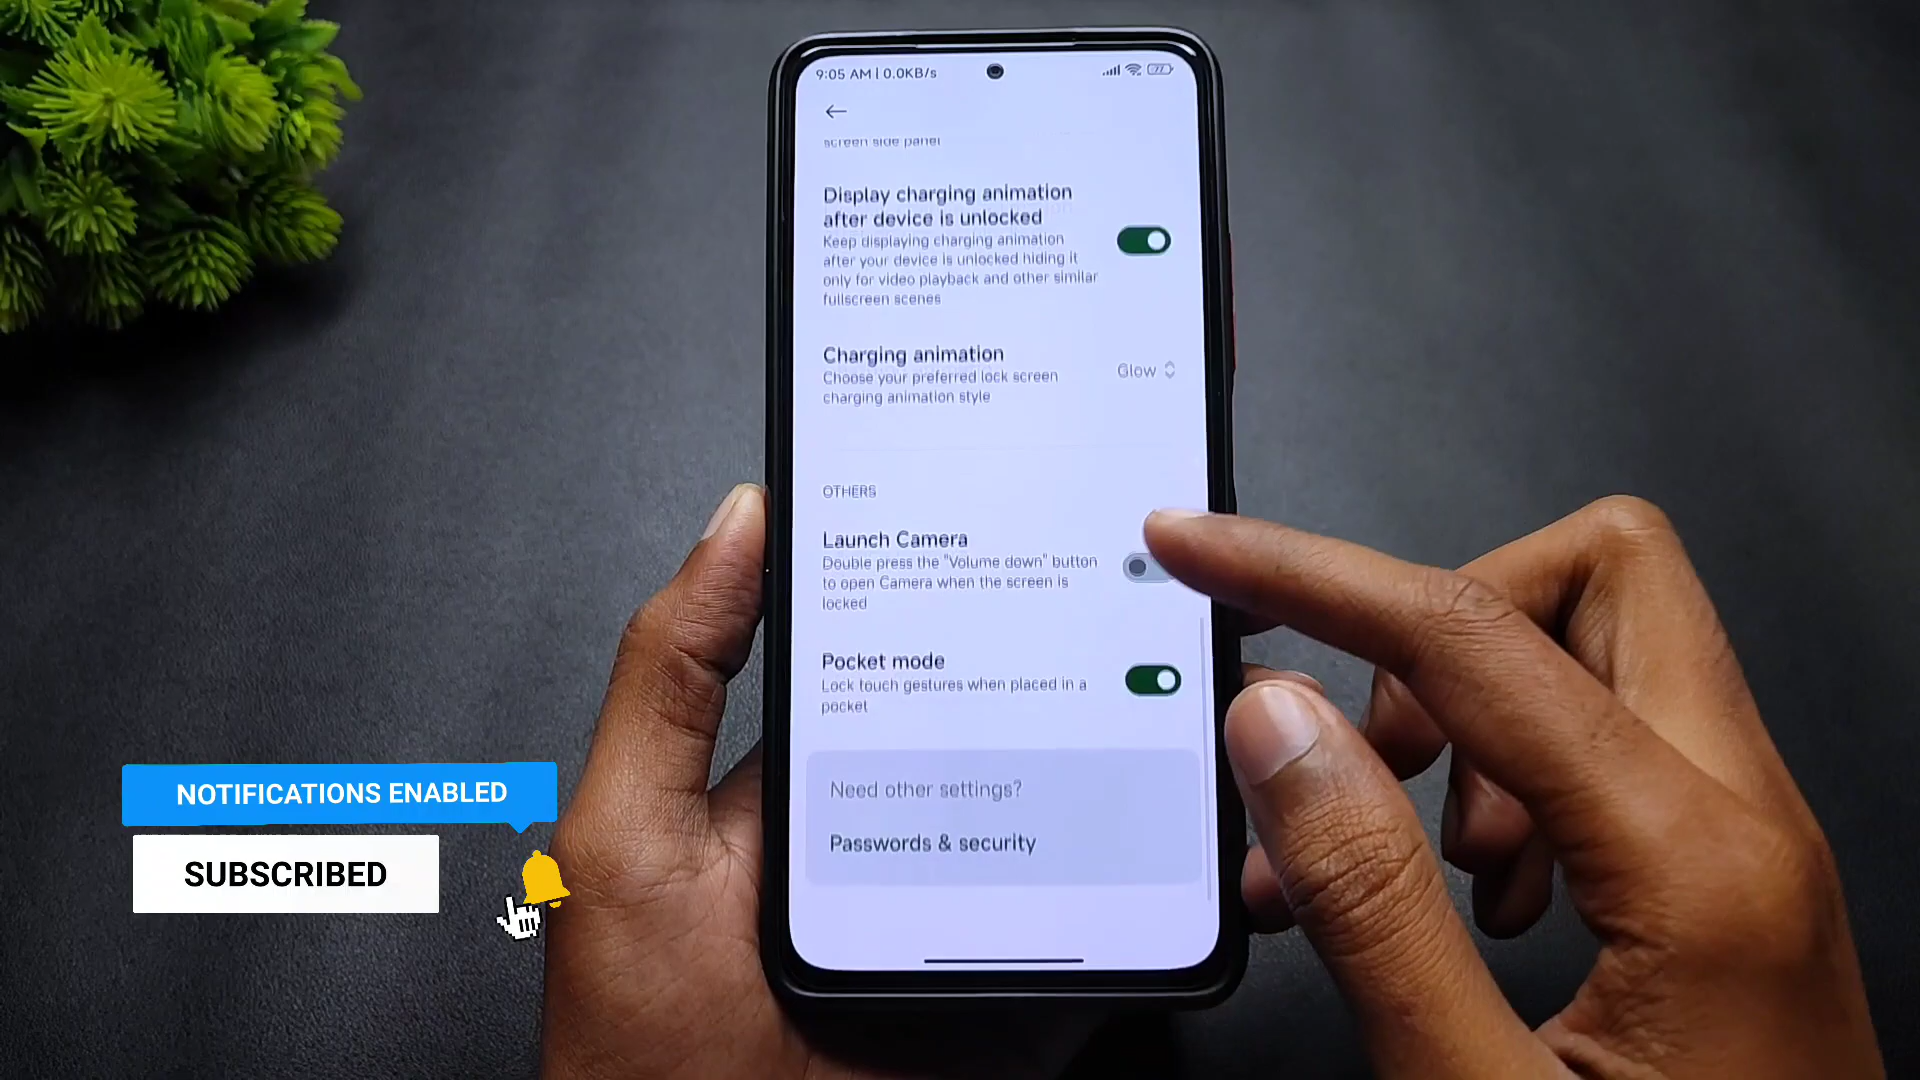 9:05 AM | 0.0KB/s
77
screen side panel
Display charging animation
after device is unlocked
Keep displaying charging animation
after your device is unlocked hiding it
only for video playback and other similar
fullscreen scenes
Charging animation
Choose your preferred lock screen
charging animation style
Glow
OTHERS
Launch Camera
Double press the "Volume down" button
to open Camera when the screen is
locked
Pocket mode
Lock touch gestures when placed in a
pocket
Need other settings?
Passwords & security
NOTIFICATIONS ENABLED
SUBSCRIBED